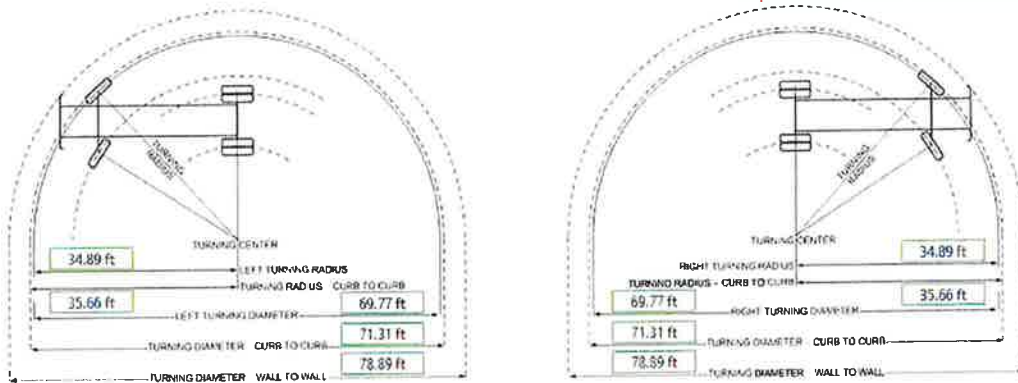 TURNING
RADIUS
TURNING CENTER
34.89 ft
LEFT TURNING RADIUS
TURNING RADIUS CURB TO CURB
35.66 ft
69.77 ft
LEFT TURNING DIAMETER
71.31 ft
TURNING DIAMETER CURB TO CURB
78.89 ft
TURNING DIAMETER WALL TO WALL
TURNING
RADIUS
TURNING CENTER
34.89 ft
RIGHT TURNING RADIUS
TURNING RADIUS - CURB TO CURB
69.77 ft
35.66 ft
RIGHT TURNING DIAMETER
71.31 ft
TURNING DIAMETER CURB TO CURB
78.89 ft
TURNING DIAMETER WALL TO WALL